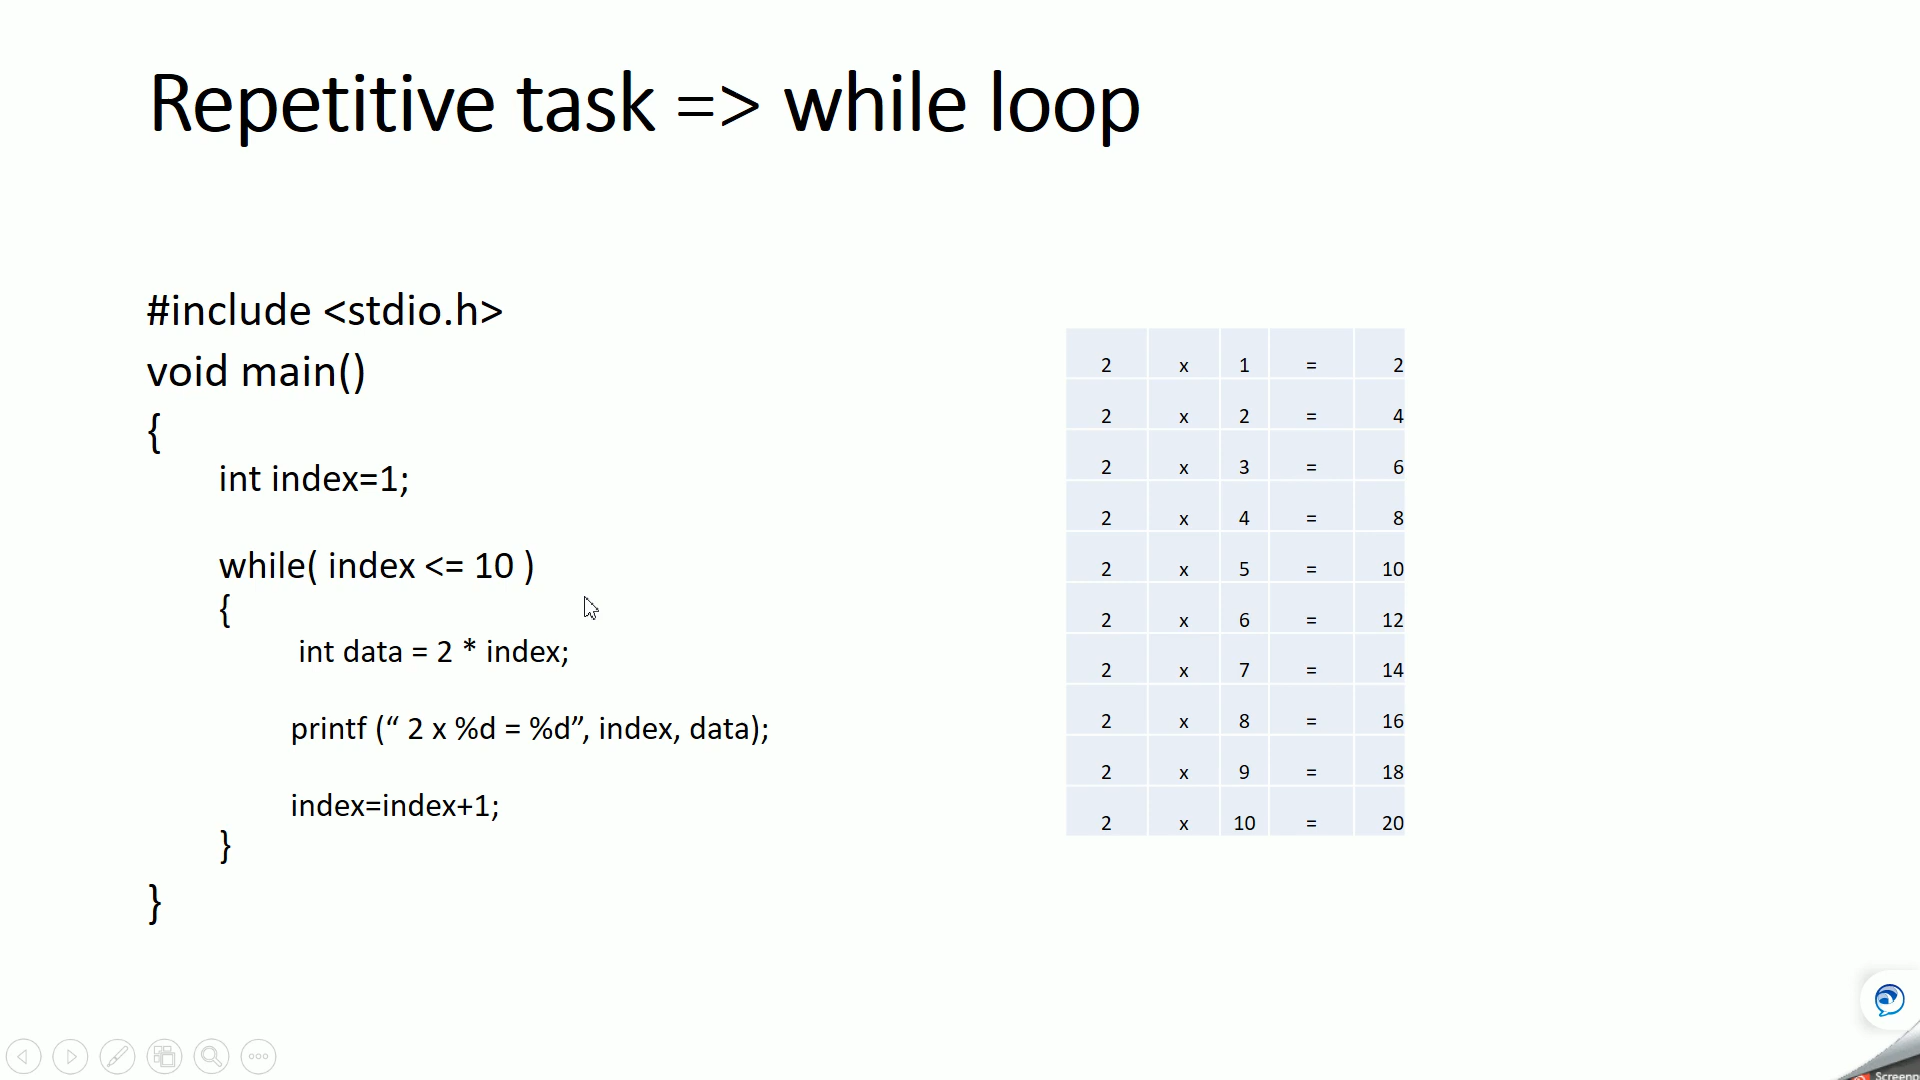 Repetitive task => while loop
#include <stdio.h>
void main()
{
int index=1;
while( index <= 10 )
{
int data = 2 * index;
printf (“ 2 x %d = %d”, index, data);
index=index+1;
}
}
2 x 1 = 2
2 x 2 = 4
2 x 3 = 6
2 x 4 = 8
2 x 5 = 10
2 x 6 = 12
2 x 7 = 14
2 x 8 = 16
2 x 9 = 18
2 x 10 = 20